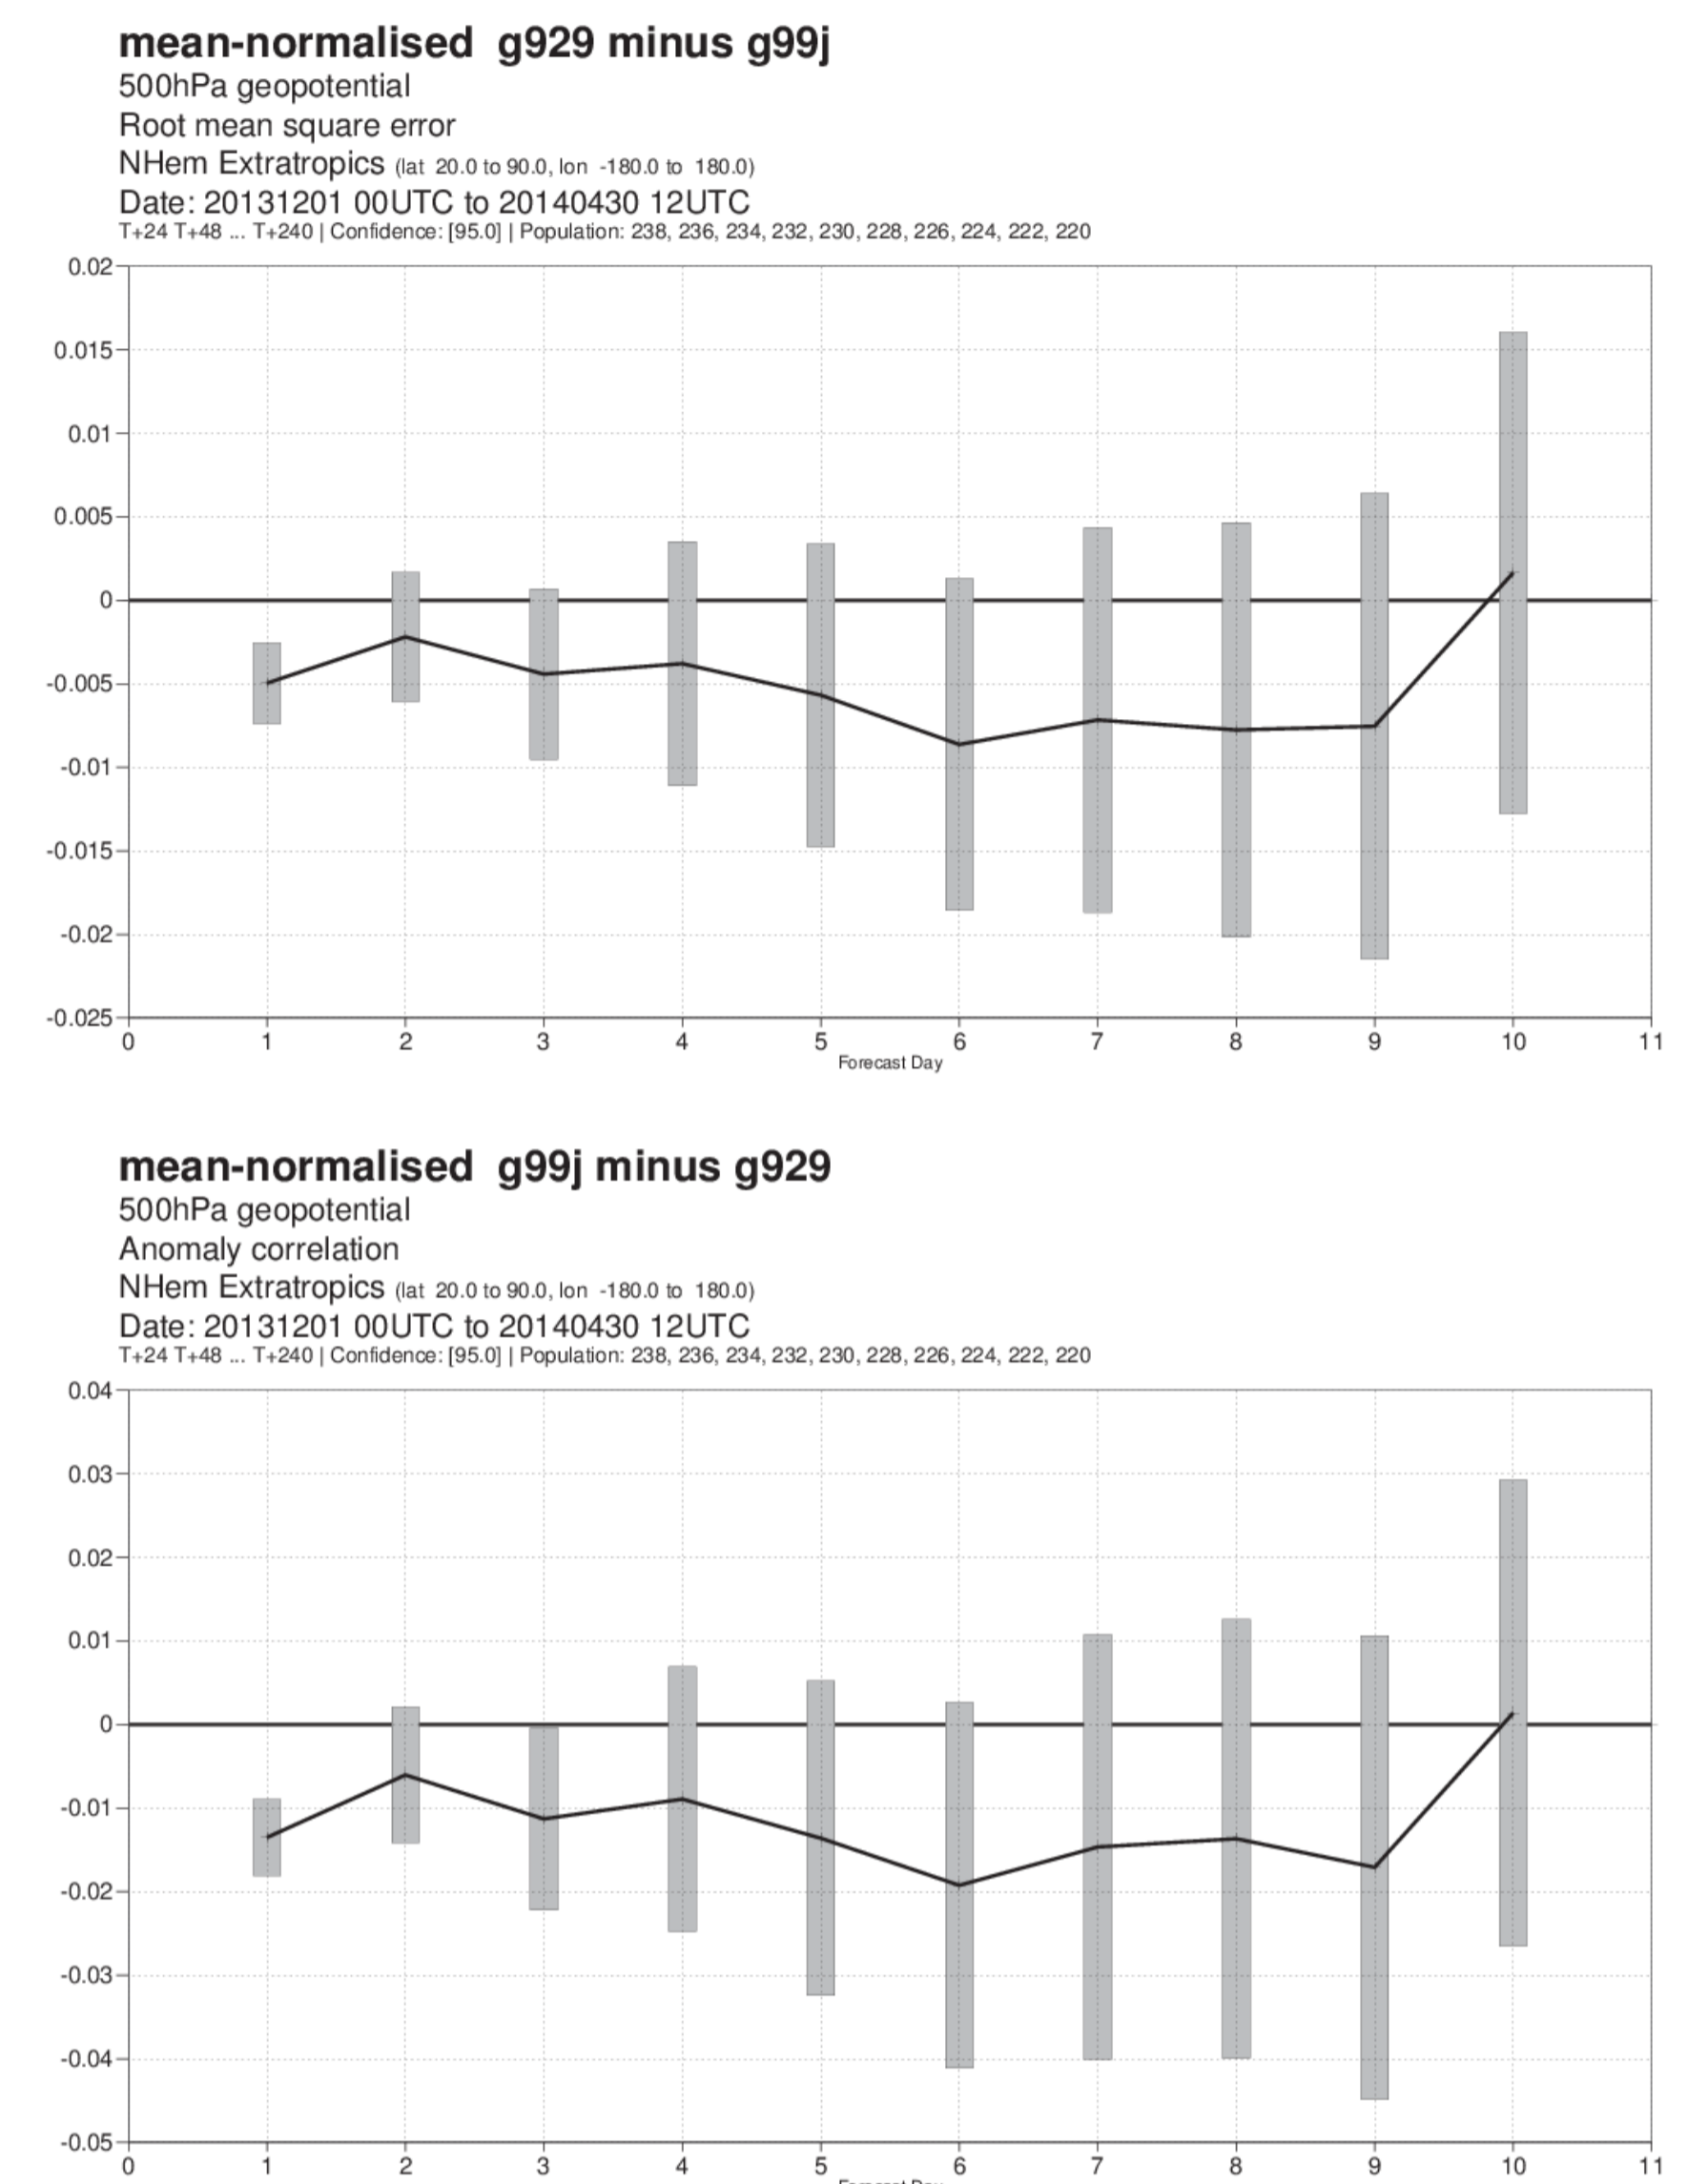 mean-normalised g929 minus g99j
500hPa geopotential
Root mean square error
NHem Extratropics (lat 20.0 to 90.0, lon -180.0 to 180.0)
Date: 20131201 00UTC to 20140430 12UTC
T+24 T+48 ... T+240 | Confidence: [95.0] | Population: 238, 236, 234, 232, 230, 228, 226, 224, 222, 220
0.02
0.015
0.01
0.005
0
-0.005
-0.01
-0.015
-0.02
-0.025
0 1 2 3 4 5 6 7 8 9 10 11
Forecast Day
mean-normalised g99j minus g929
500hPa geopotential
Anomaly correlation
NHem Extratropics (lat 20.0 to 90.0, lon -180.0 to 180.0)
Date: 20131201 00UTC to 20140430 12UTC
T+24 T+48 ... T+240 | Confidence: [95.0] | Population: 238, 236, 234, 232, 230, 228, 226, 224, 222, 220
0.04
0.03
0.02
0.01
0
-0.01
-0.02
-0.03
-0.04
-0.05
0 1 2 3 4 5 6 7 8 9 10 11